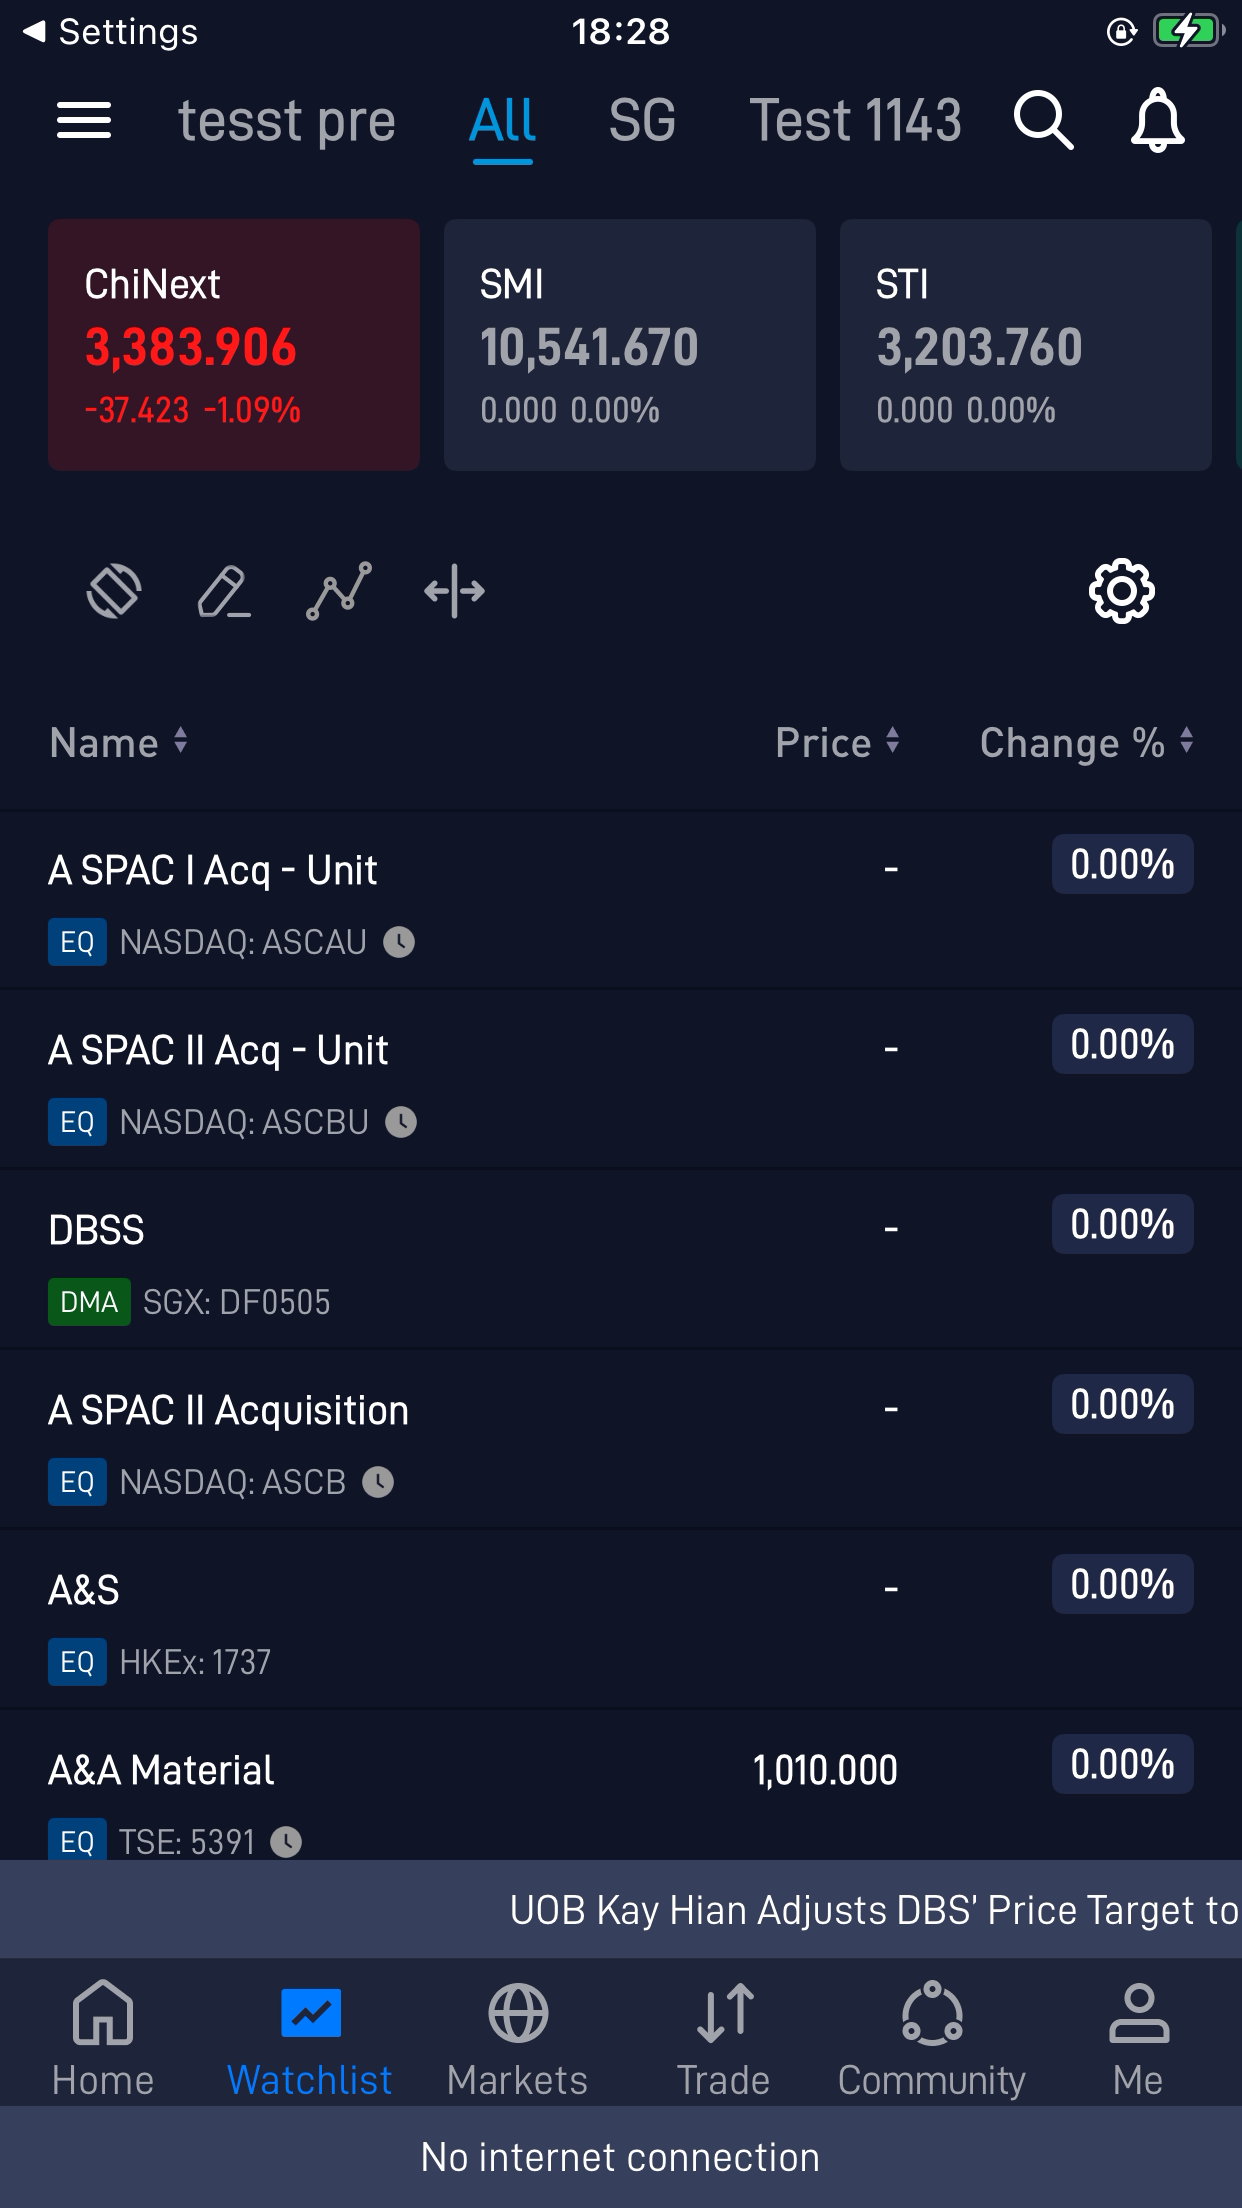 Settings
18:28
tesst pre All SG Test 1143
ChiNext
3,383.906
-37.423 -1.09%
SMI
10,541.670
0.000 0.00%
STI
3,203.760
0.000 0.00%
Name Price Change %
A SPAC I Acq - Unit - 0.00%
EQ NASDAQ: ASCAU
A SPAC II Acq - Unit - 0.00%
EQ NASDAQ: ASCBU
DBSS - 0.00%
DMA SGX: DF0505
A SPAC II Acquisition - 0.00%
EQ NASDAQ: ASCB
A&S - 0.00%
EQ HKEx: 1737
A&A Material 1,010.000 0.00%
EQ TSE: 5391
UOB Kay Hian Adjusts DBS’ Price Target to
Home Watchlist Markets Trade Community Me
No internet connection